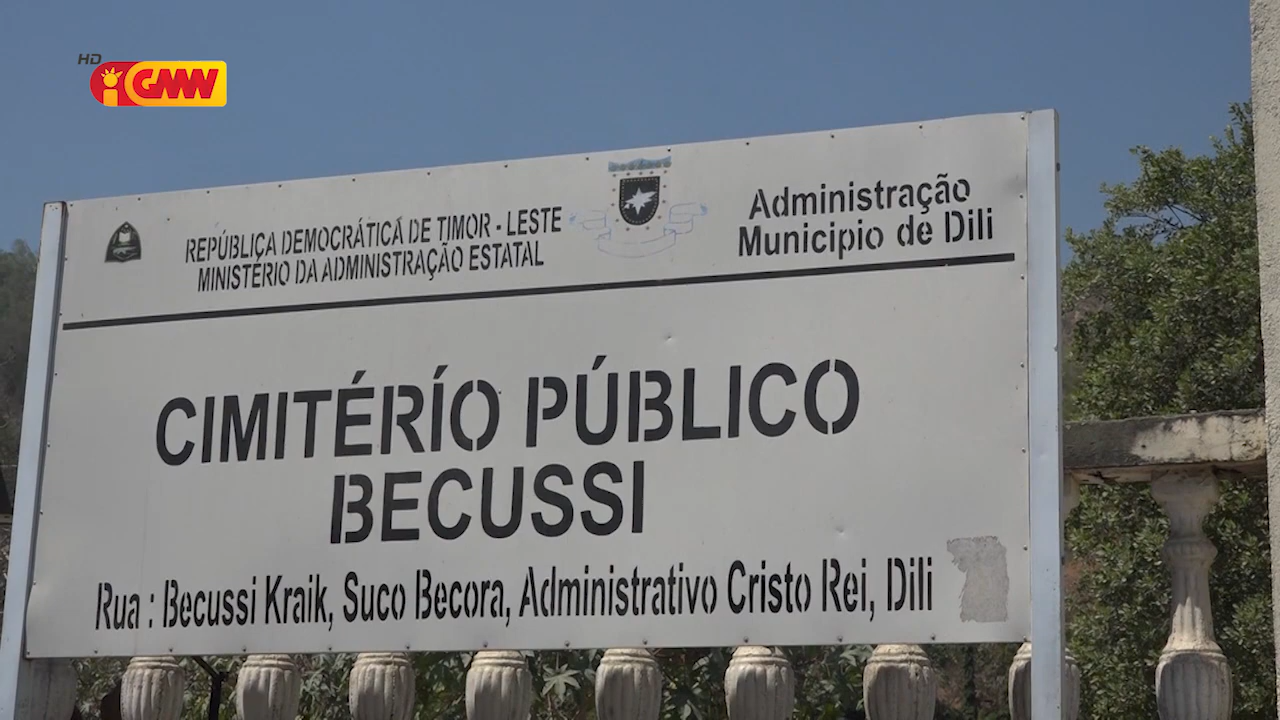 HD
GMN
REPÚBLICA DEMOCRÁTICA DE TIMOR - LESTE
MINISTÉRIO DA ADMINISTRAÇÃO ESTATAL
Administração
Municipio de Dili
CIMITÉRÍO PÚBLICO
BECUSSI
Rua : Becussi Kraik, Suco Becora, Administrativo Cristo Rei, Dili